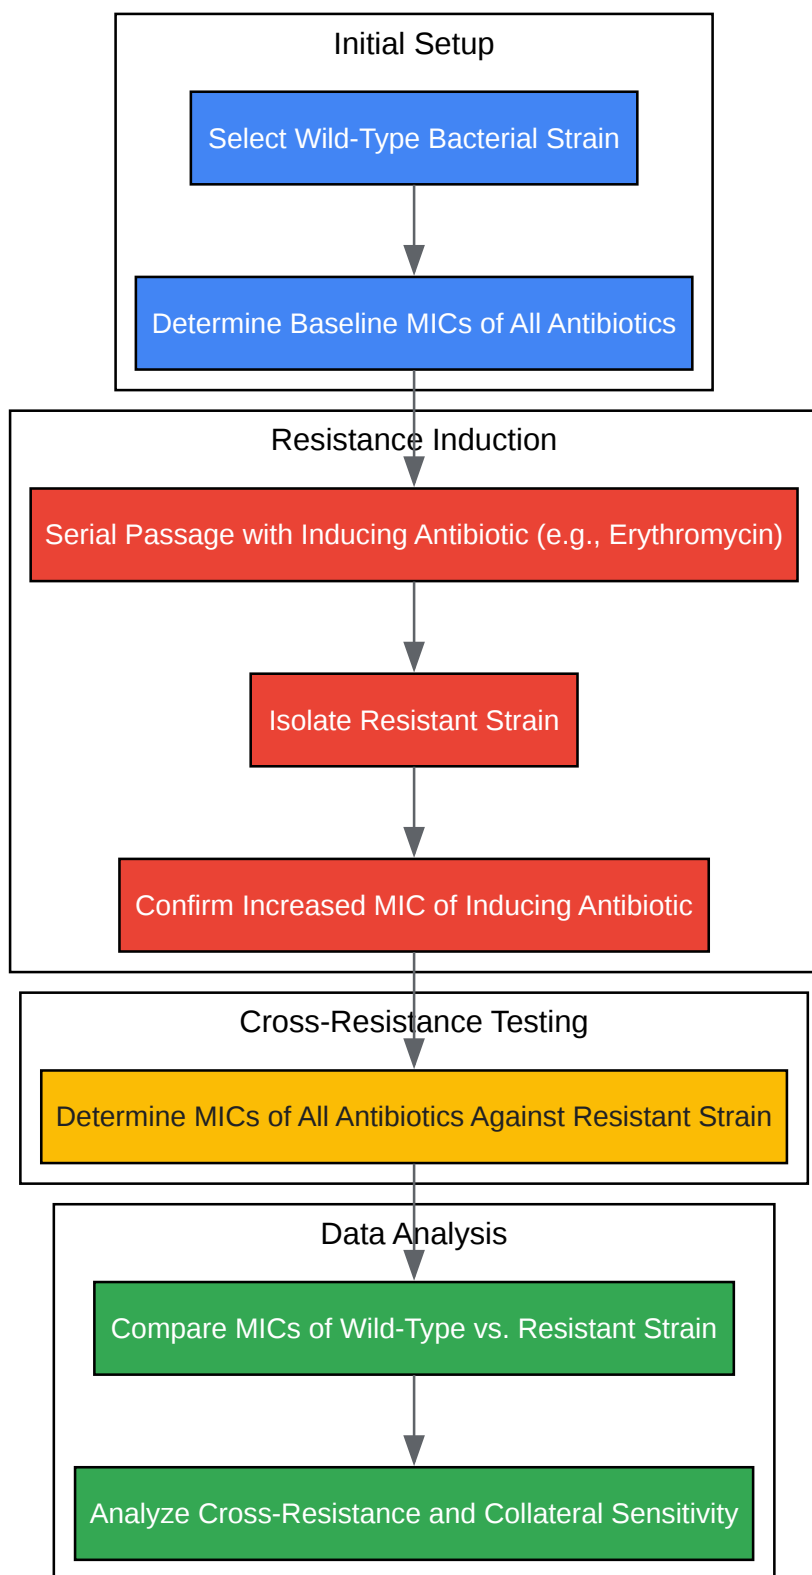 Initial Setup
Select Wild-Type Bacterial Strain
Determine Baseline MICs of All Antibiotics
Resistance Induction
Serial Passage with Inducing Antibiotic (e.g., Erythromycin)
Isolate Resistant Strain
Confirm Increased MIC of Inducing Antibiotic
Cross-Resistance Testing
Determine MICs of All Antibiotics Against Resistant Strain
Data Analysis
Compare MICs of Wild-Type vs. Resistant Strain
Analyze Cross-Resistance and Collateral Sensitivity